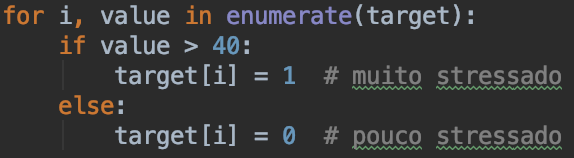 for i, value in enumerate(target):
    if value > 40:
        target[i] = 1  # muito stressado
    else:
        target[i] = 0  # pouco stressado